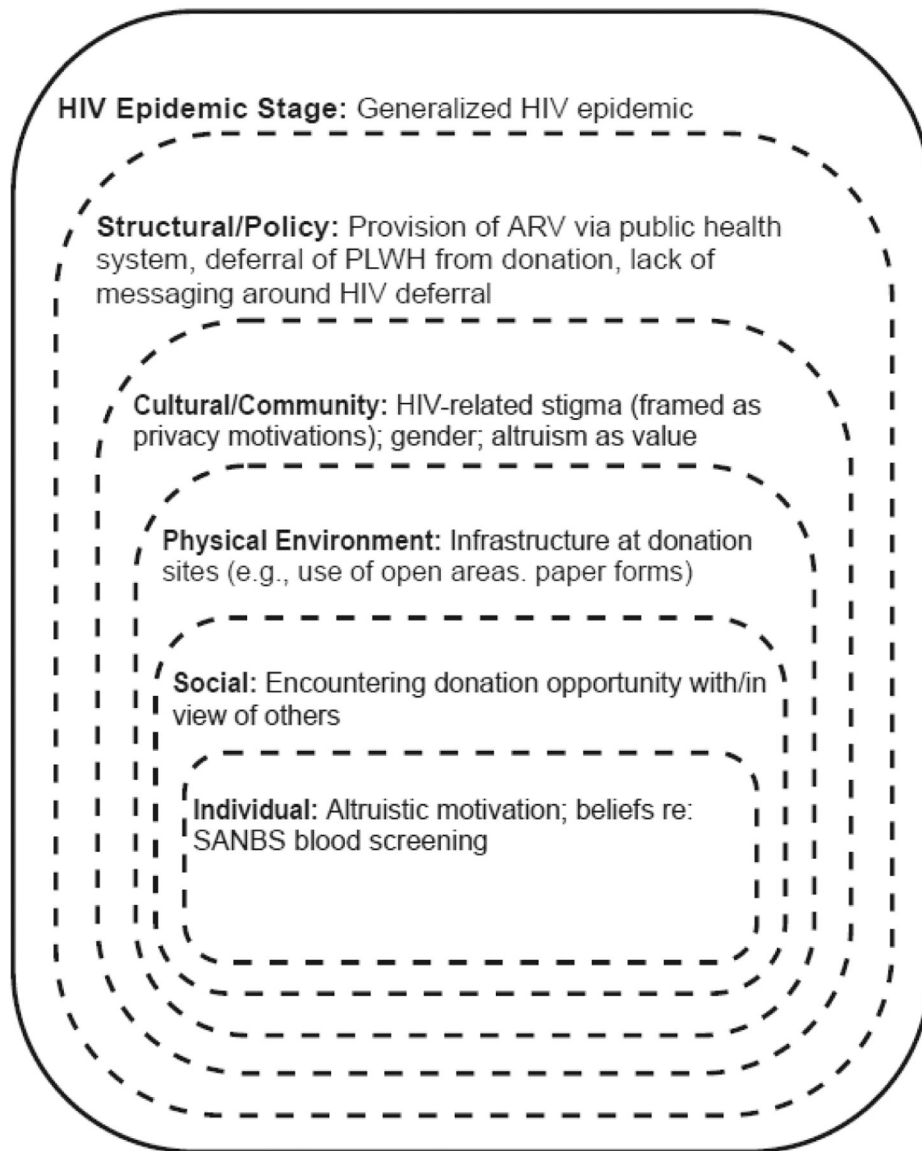 HIV Epidemic Stage: Generalized HIV epidemic
Structural/Policy: Provision of ARV via public health
system, deferral of PLWH from donation, lack of
messaging around HIV deferral
Cultural/Community: HIV-related stigma (framed as
privacy motivations); gender; altruism as value
Physical Environment: Infrastructure at donation
sites (e.g., use of open areas. paper forms)
Social: Encountering donation opportunity with/in
view of others
Individual: Altruistic motivation; beliefs re:
SANBS blood screening